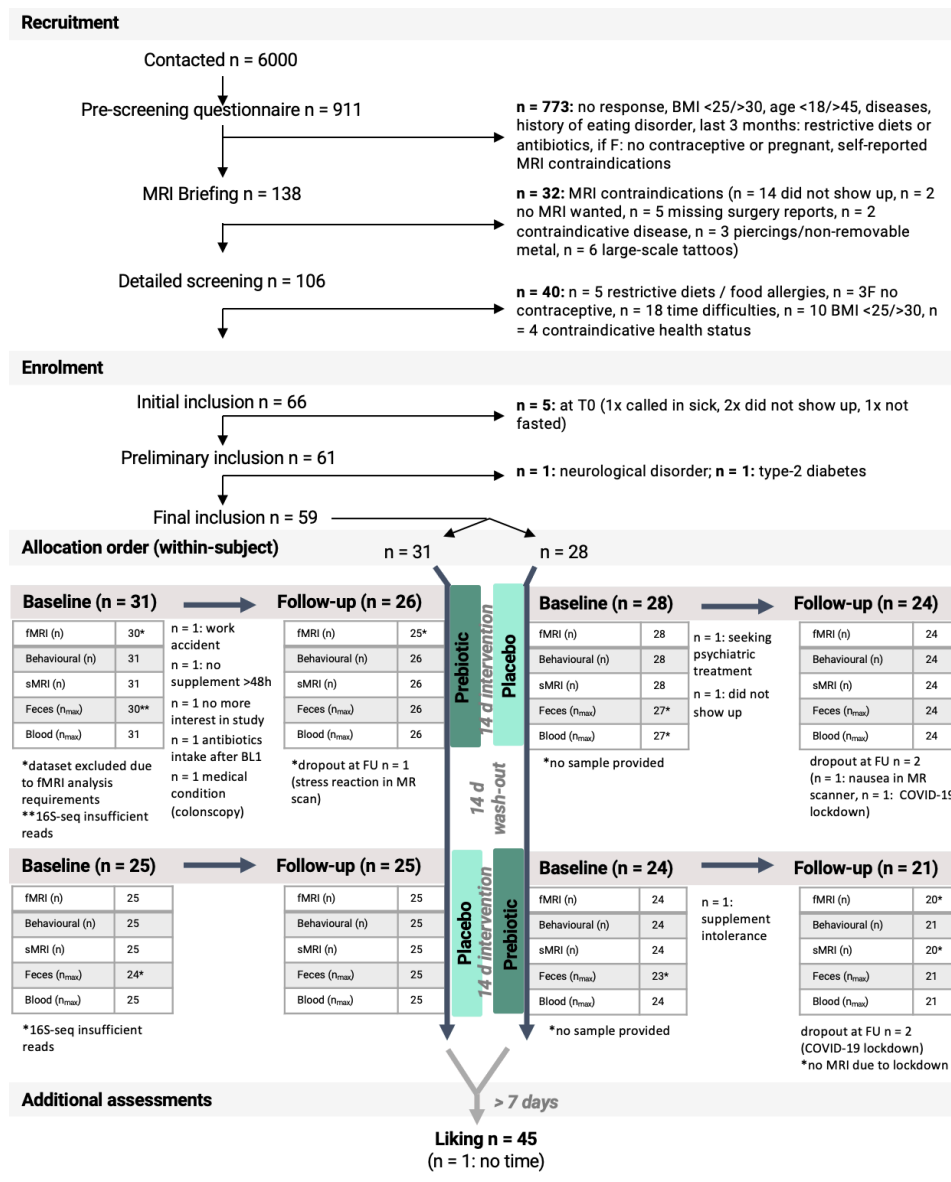 Recruitment
Contacted n = 6000
Pre-screening questionnaire n = 911
n = 773: no response, BMI <25/>30, age <18/>45, diseases,
history of eating disorder, last 3 months: restrictive diets or
antibiotics, if F: no contraceptive or pregnant, self-reported
MRI contraindications
MRI Briefing n = 138
n = 32: MRI contraindications (n = 14 did not show up, n = 2
no MRI wanted, n = 5 missing surgery reports, n = 2
contraindicative disease, n = 3 piercings/non-removable
metal, n = 6 large-scale tattoos)
Detailed screening n = 106
n = 40: n = 5 restrictive diets / food allergies, n = 3F no
contraceptive, n = 18 time difficulties, n = 10 BMI <25/>30, n
= 4 contraindicative health status
Enrolment
Initial inclusion n = 66
n = 5: at T0 (1x called in sick, 2x did not show up, 1x not
fasted)
Preliminary inclusion n = 61
n = 1: neurological disorder; n = 1: type-2 diabetes
Final inclusion n = 59
Allocation order (within-subject)
n = 31
n = 28
Baseline (n = 31)
fMRI (n) 30*
Behavioural (n) 31
sMRI (n) 31
Feces (nmax) 30**
Blood (nmax) 31
*dataset excluded due
to fMRI analysis
requirements
**16S-seq insufficient
reads
n = 1: work
accident
n = 1: no
supplement >48h
n = 1 no more
interest in study
n = 1 antibiotics
intake after BL1
n = 1 medical
condition
(colonscopy)
Follow-up (n = 26)
fMRI (n) 25*
Behavioural (n) 26
sMRI (n) 26
Feces (nmax) 26
Blood (nmax) 26
*dropout at FU n = 1
(stress reaction in MR
scan)
Prebiotic
14 d intervention
Placebo
Baseline (n = 28)
fMRI (n) 28
Behavioural (n) 28
sMRI (n) 28
Feces (nmax) 27*
Blood (nmax) 27*
*no sample provided
n = 1: seeking
psychiatric
treatment
n = 1: did not
show up
Follow-up (n = 24)
fMRI (n) 24
Behavioural (n) 24
sMRI (n) 24
Feces (nmax) 24
Blood (nmax) 24
dropout at FU n = 2
(n = 1: nausea in MR
scanner, n = 1: COVID-19
lockdown)
14 d
wash-out
Baseline (n = 25)
fMRI (n) 25
Behavioural (n) 25
sMRI (n) 25
Feces (nmax) 24*
Blood (nmax) 25
*16S-seq insufficient
reads
Follow-up (n = 25)
fMRI (n) 25
Behavioural (n) 25
sMRI (n) 25
Feces (nmax) 25
Blood (nmax) 25
Placebo
14 d intervention
Prebiotic
Baseline (n = 24)
fMRI (n) 24
Behavioural (n) 24
sMRI (n) 24
Feces (nmax) 23*
Blood (nmax) 24
*no sample provided
n = 1:
supplement
intolerance
Follow-up (n = 21)
fMRI (n) 20*
Behavioural (n) 21
sMRI (n) 20*
Feces (nmax) 21
Blood (nmax) 21
dropout at FU n = 2
(COVID-19 lockdown)
*no MRI due to lockdown
Additional assessments
> 7 days
Liking n = 45
(n = 1: no time)